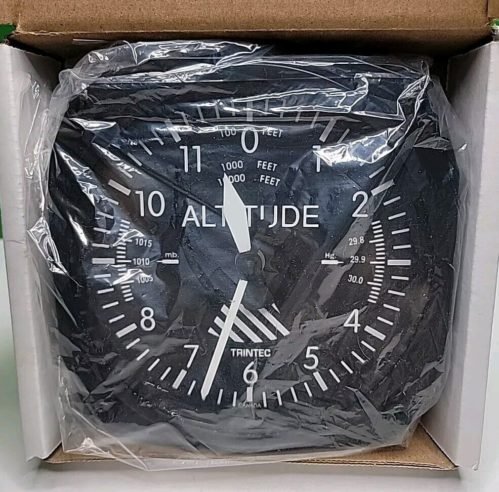 100 FEET
11 0 1
1000 FEET
10000 FEET
10 2
ALTITUDE
1015 29.8
1010 mb. Hg. 29.9
1005 30.0
8 4
TRINTEC
7 5
6
CANADA